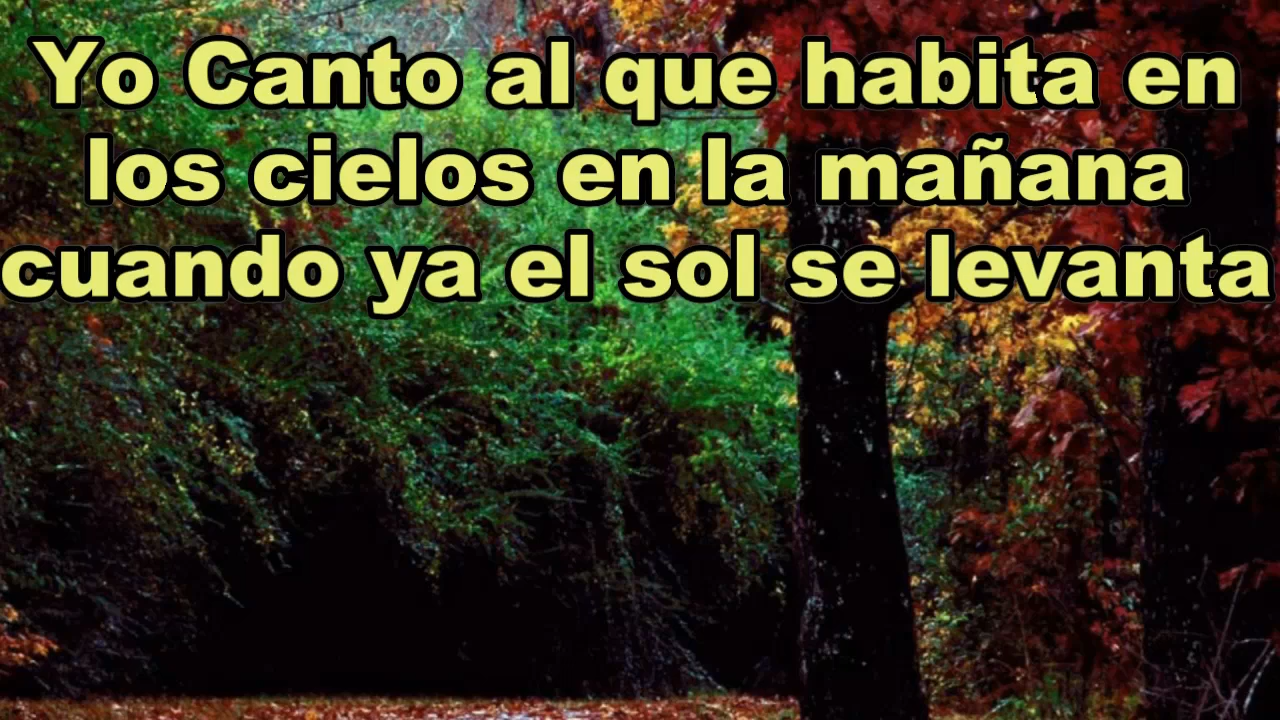 Yo Canto al que habita en
los cielos en la mañana
cuando ya el sol se levanta